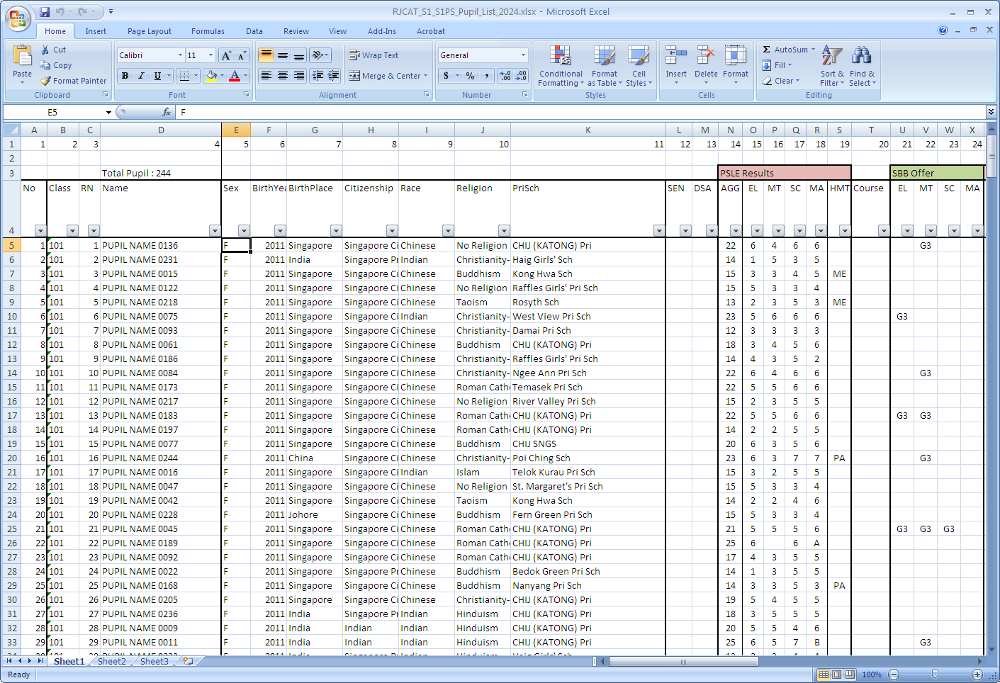 RJCAT_S1_S1PS_Pupil_List_2024.xlsx - Microsoft Excel
Home Insert Page Layout Formulas Data Review View Add-Ins Acrobat
Cut Calibri 11 A A Wrap Text General Σ AutoSum
Paste Copy Conditional Formatting Format as Table Cell Styles Insert Delete Format Fill Sort & Filter Find & Select
Format Painter B I U A Merge & Center $ % , Clear
Clipboard Font Alignment Number Styles Cells Editing
E5 fx F
A B C D E F G H I J K L M N O P Q R S T U V W X
1 1 2 3 4 5 6 7 8 9 10 11 12 13 14 15 16 17 18 19 20 21 22 23 24
2
3 Total Pupil : 244 PSLE Results SBB Offer
4 No Class RN Name Sex BirthYea BirthPlace Citizenship Race Religion PriSch SEN DSA AGG EL MT SC MA HMT Course EL MT SC MA
5 1 101 1 PUPIL NAME 0136 F 2011 Singapore Singapore Ci Chinese No Religion CHIJ (KATONG) Pri 22 6 4 6 6 G3
6 2 101 2 PUPIL NAME 0231 F 2011 India Singapore Pr Indian Christianity- Haig Girls' Sch 14 1 5 3 5
7 3 101 3 PUPIL NAME 0015 F 2011 Singapore Singapore Ci Chinese Buddhism Kong Hwa Sch 15 3 3 4 5 ME
8 4 101 4 PUPIL NAME 0122 F 2011 Singapore Singapore Ci Chinese No Religion Raffles Girls' Pri Sch 15 5 3 3 4
9 5 101 5 PUPIL NAME 0218 F 2011 Singapore Singapore Ci Chinese Taoism Rosyth Sch 13 2 3 5 3 ME
10 6 101 6 PUPIL NAME 0075 F 2011 Singapore Singapore Ci Indian Christianity- West View Pri Sch 23 5 6 6 6 G3
11 7 101 7 PUPIL NAME 0093 F 2011 Singapore Singapore Ci Chinese Christianity- Damai Pri Sch 12 3 3 3 3
12 8 101 8 PUPIL NAME 0061 F 2011 Singapore Singapore Ci Chinese Buddhism CHIJ (KATONG) Pri 18 3 4 5 6
13 9 101 9 PUPIL NAME 0186 F 2011 Singapore Singapore Ci Chinese Christianity- Raffles Girls' Pri Sch 14 4 3 5 2
14 10 101 10 PUPIL NAME 0084 F 2011 Singapore Singapore Ci Chinese Christianity- Ngee Ann Pri Sch 22 6 4 6 6 G3
15 11 101 11 PUPIL NAME 0173 F 2011 Singapore Singapore Ci Chinese Roman Cath Temasek Pri Sch 22 5 5 6 6
16 12 101 12 PUPIL NAME 0217 F 2011 Singapore Singapore Ci Chinese No Religion River Valley Pri Sch 15 2 3 5 5
17 13 101 13 PUPIL NAME 0183 F 2011 Singapore Singapore Ci Chinese Roman Cath CHIJ (KATONG) Pri 22 5 5 6 6 G3 G3
18 14 101 14 PUPIL NAME 0197 F 2011 Singapore Singapore Ci Chinese Roman Cath CHIJ (KATONG) Pri 14 2 2 5 5
19 15 101 15 PUPIL NAME 0077 F 2011 Singapore Singapore Ci Chinese Buddhism CHIJ SNGS 20 6 3 5 6
20 16 101 16 PUPIL NAME 0244 F 2011 China Singapore Ci Chinese Christianity- Poi Ching Sch 23 6 3 7 7 PA G3
21 17 101 17 PUPIL NAME 0016 F 2011 Singapore Singapore Ci Indian Islam Telok Kurau Pri Sch 15 3 2 5 5
22 18 101 18 PUPIL NAME 0047 F 2011 Singapore Singapore Ci Chinese No Religion St. Margaret's Pri Sch 15 5 3 3 4
23 19 101 19 PUPIL NAME 0042 F 2011 Singapore Singapore Ci Chinese Taoism Kong Hwa Sch 14 2 2 4 6
24 20 101 20 PUPIL NAME 0228 F 2011 Johore Singapore Ci Chinese Buddhism Fern Green Pri Sch 15 5 3 3 4
25 21 101 21 PUPIL NAME 0045 F 2011 Singapore Singapore Ci Chinese Roman Cath CHIJ (KATONG) Pri 21 5 5 5 6 G3 G3 G3
26 22 101 22 PUPIL NAME 0189 F 2011 Singapore Singapore Ci Chinese Roman Cath CHIJ (KATONG) Pri 25 6 6 A
27 23 101 23 PUPIL NAME 0092 F 2011 Singapore Singapore Ci Chinese Roman Cath CHIJ (KATONG) Pri 17 4 3 5 5
28 24 101 24 PUPIL NAME 0022 F 2011 Singapore Singapore Pr Chinese Buddhism Bedok Green Pri Sch 14 1 3 5 5
29 25 101 25 PUPIL NAME 0168 F 2011 Singapore Singapore Ci Chinese Buddhism Nanyang Pri Sch 14 3 3 5 3 PA
30 26 101 26 PUPIL NAME 0205 F 2011 Singapore Singapore Ci Chinese Christianity- CHIJ (KATONG) Pri 19 5 4 5 5
31 27 101 27 PUPIL NAME 0236 F 2011 India Singapore Pr Indian Hinduism CHIJ (KATONG) Pri 18 3 5 5 5
32 28 101 28 PUPIL NAME 0009 F 2011 India Indian Indian Hinduism CHIJ (KATONG) Pri 20 5 5 4 6
33 29 101 29 PUPIL NAME 0011 F 2011 India Indian Indian Hinduism CHIJ (KATONG) Pri 25 6 5 7 B G3
Sheet1 Sheet2 Sheet3
Ready 100%